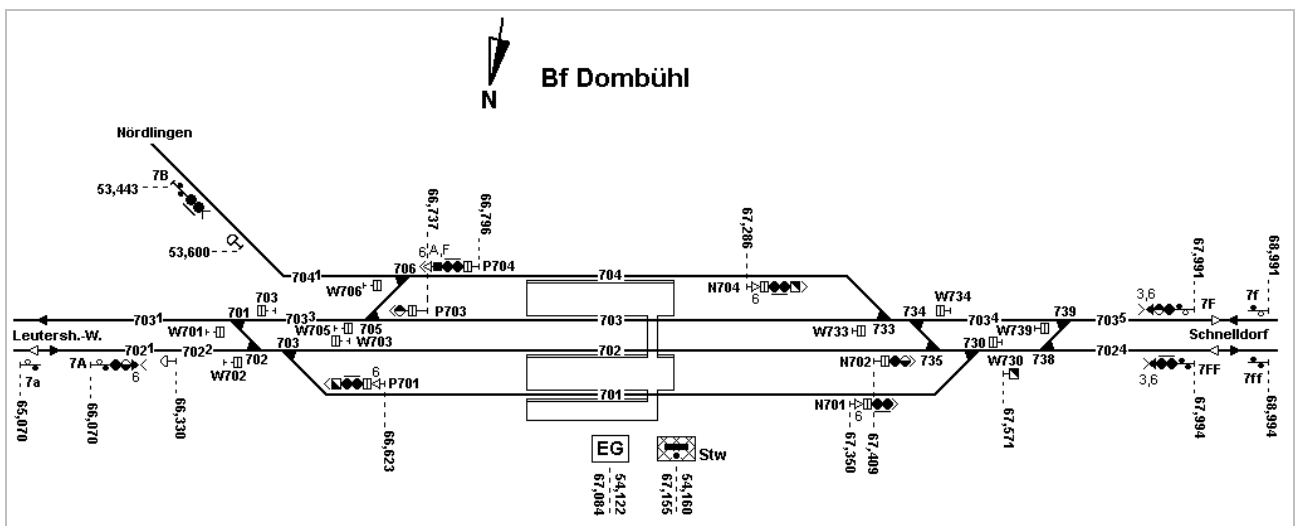 Bf Dombühl
N
Nördlingen
7B
53,443
53,600
66,737
66,796
6
A,F
P704
67,286
67,991
68,991
704¹
706
704
N704
6
3,6
7F
7f
W706
703
P703
W734
703¹
W701
701
703³
W705
705
703
W733
733
734
703⁴
W739
739
703⁵
Leutersh.-W.
W703
Schnelldorf
702¹
702²
702
703
702
735
730
738
702⁴
7a
7A
6
W702
N702
W730
3,6
7FF
7ff
6
P701
701
N701
6
65,070
66,070
66,330
66,623
67,350
67,409
67,571
67,994
68,994
EG
Stw
67,084
54,122
67,155
54,160